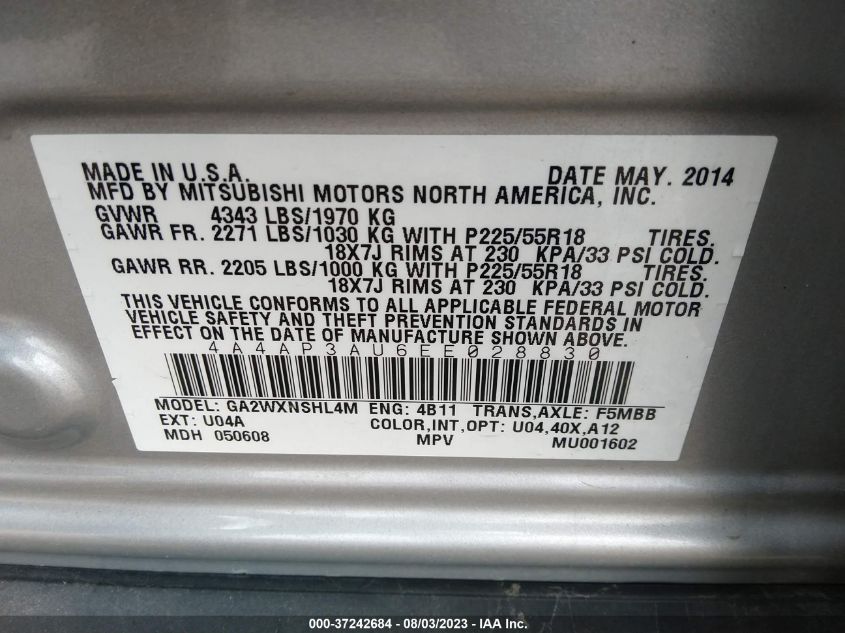 MADE IN U.S.A. DATE MAY. 2014
MFD BY MITSUBISHI MOTORS NORTH AMERICA, INC.
GVWR 4343 LBS/1970 KG
GAWR FR. 2271 LBS/1030 KG WITH P225/55R18 TIRES.
18X7J RIMS AT 230 KPA/33 PSI COLD.
GAWR RR. 2205 LBS/1000 KG WITH P225/55R18 TIRES.
18X7J RIMS AT 230 KPA/33 PSI COLD.
THIS VEHICLE CONFORMS TO ALL APPLICABLE FEDERAL MOTOR
VEHICLE SAFETY AND THEFT PREVENTION STANDARDS IN
EFFECT ON THE DATE OF MANUFACTURE SHOWN ABOVE.
4A4AP3AU6EE028830
MODEL: GA2WXNSHL4M ENG: 4B11 TRANS,AXLE: F5MBB
EXT: U04A COLOR,INT,OPT: U04,40X,A12
MDH 050608 MPV MU001602
000-37242684 - 08/03/2023 - IAA Inc.